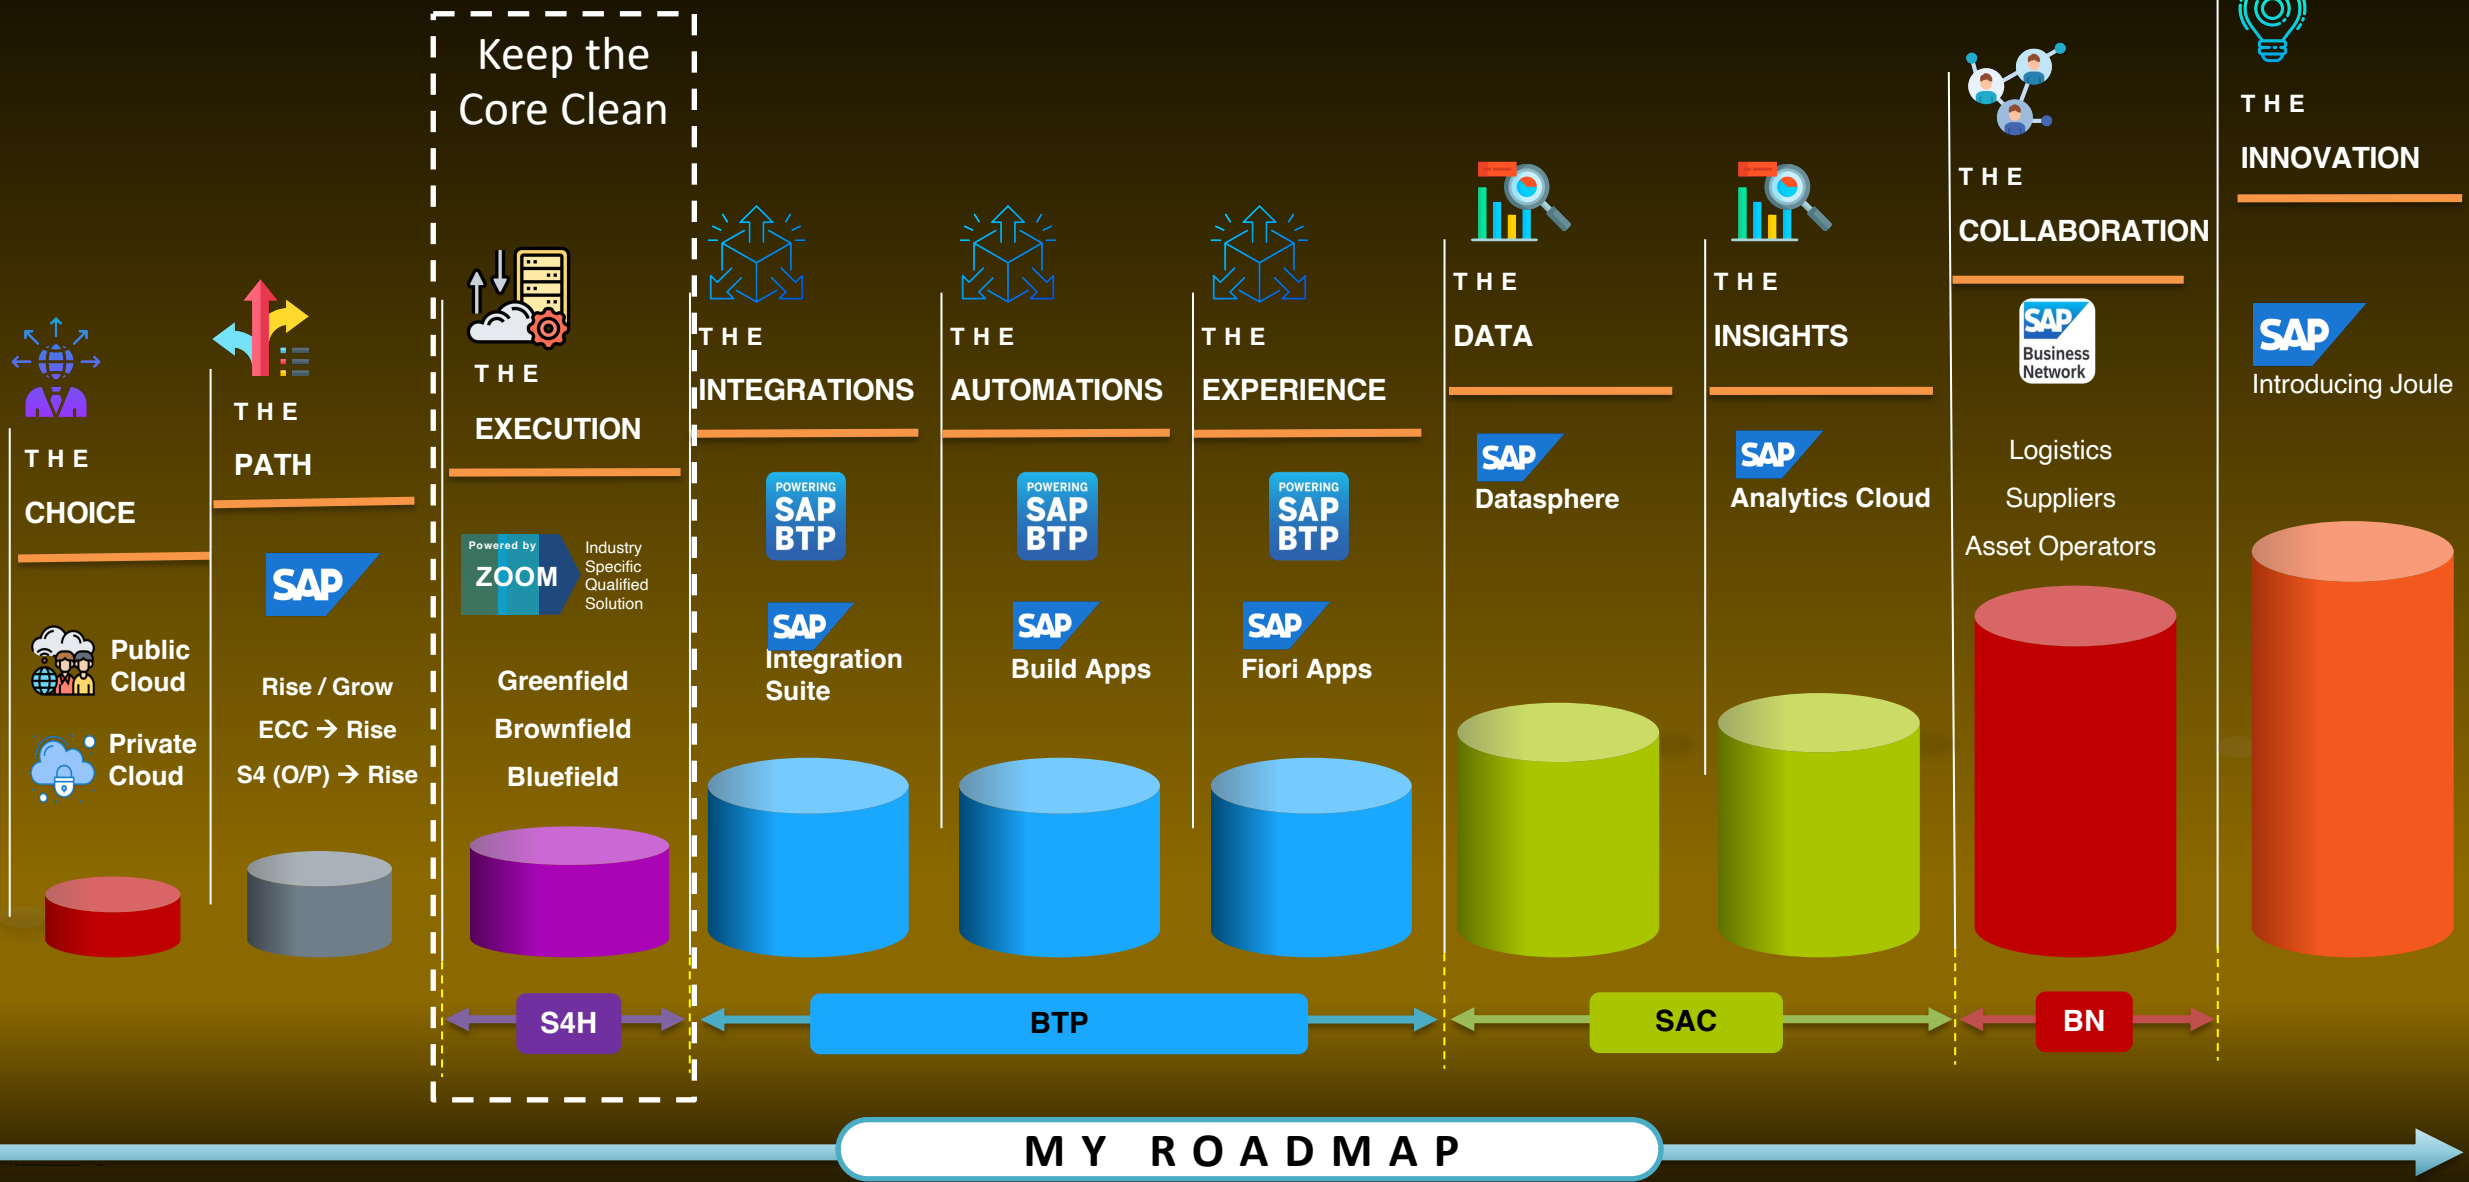 Keep the
Core Clean
THE
CHOICE
Public
Cloud
Private
Cloud
THE
PATH
SAP
Rise / Grow
ECC → Rise
S4 (O/P) → Rise
THE
EXECUTION
Powered by
ZOOM
Industry
Specific
Qualified
Solution
Greenfield
Brownfield
Bluefield
THE
INTEGRATIONS
POWERING
SAP
BTP
SAP
Integration
Suite
THE
AUTOMATIONS
POWERING
SAP
BTP
SAP
Build Apps
THE
EXPERIENCE
POWERING
SAP
BTP
SAP
Fiori Apps
THE
DATA
SAP
Datasphere
THE
INSIGHTS
SAP
Analytics Cloud
THE
COLLABORATION
SAP
Business
Network
Logistics
Suppliers
Asset Operators
THE
INNOVATION
SAP
Introducing Joule
S4H
BTP
SAC
BN
MY ROADMAP